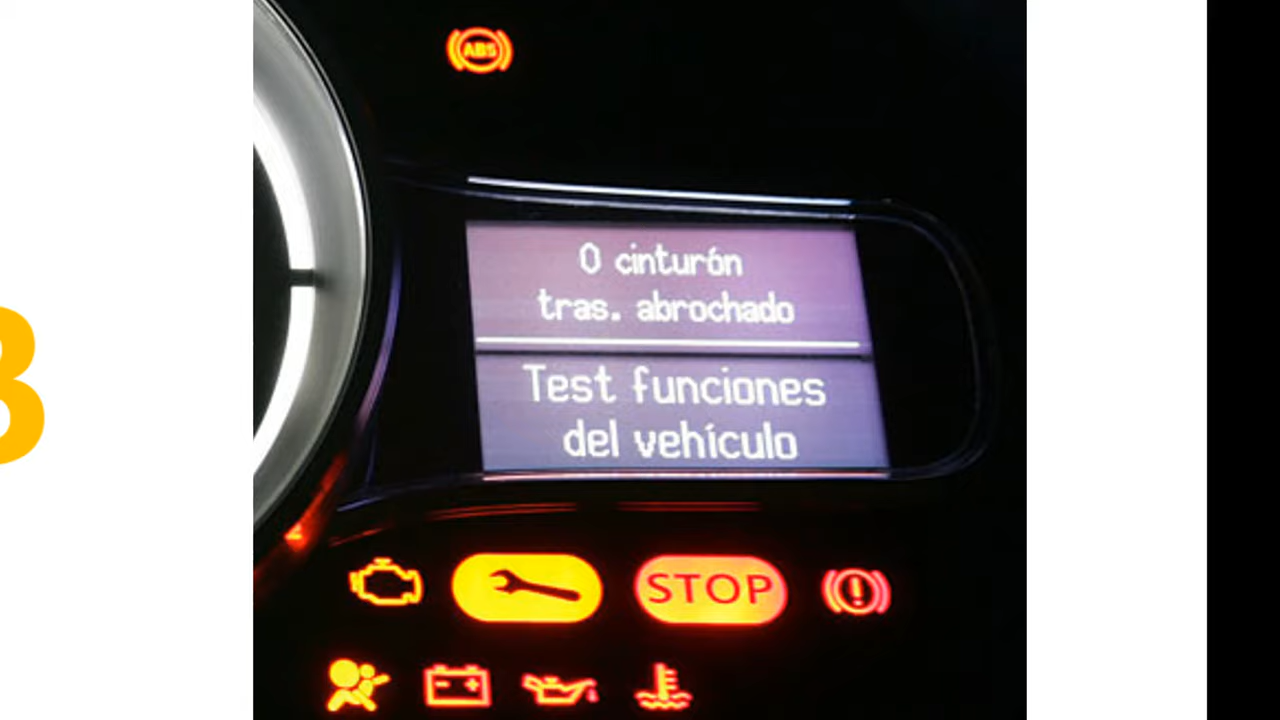 ABS
0 cinturón
tras. abrochado
Test funciones
del vehículo
STOP